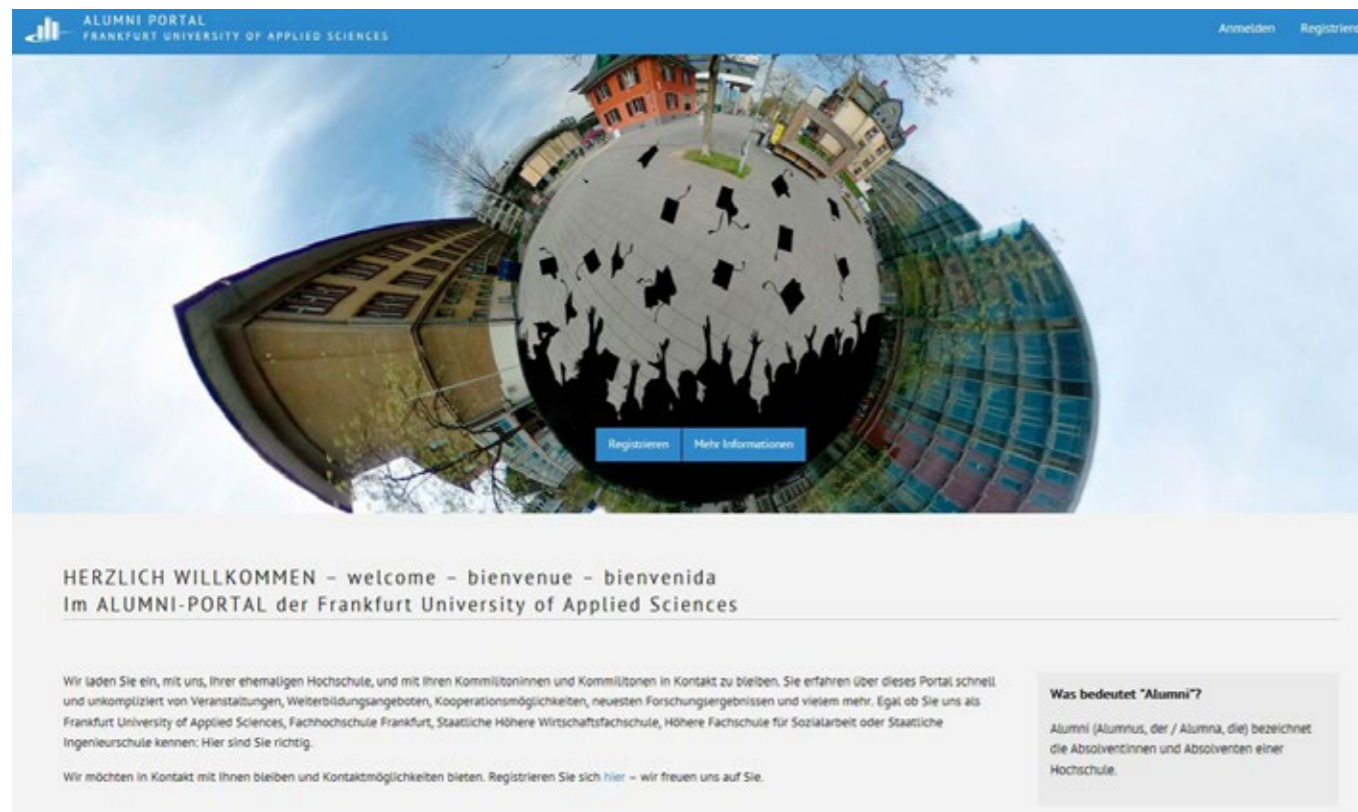 ALUMNI PORTAL
FRANKFURT UNIVERSITY OF APPLIED SCIENCES
Anmelden Registriere
Registrieren Mehr Informationen
HERZLICH WILLKOMMEN – welcome – bienvenue – bienvenida
Im ALUMNI-PORTAL der Frankfurt University of Applied Sciences
Wir laden Sie ein, mit uns, Ihrer ehemaligen Hochschule, und mit Ihren Kommilitoninnen und Kommilitonen in Kontakt zu bleiben. Sie erfahren über dieses Portal schnell
und unkompliziert von Veranstaltungen, Weiterbildungsangeboten, Kooperationsmöglichkeiten, neuesten Forschungsergebnissen und vielem mehr. Egal ob Sie uns als
Frankfurt University of Applied Sciences, Fachhochschule Frankfurt, Staatliche Höhere Wirtschaftsfachschule, Höhere Fachschule für Sozialarbeit oder Staatliche
Ingenieurschule kennen: Hier sind Sie richtig.
Wir möchten in Kontakt mit Ihnen bleiben und Kontaktmöglichkeiten bieten. Registrieren Sie sich hier – wir freuen uns auf Sie.
Was bedeutet "Alumni"?
Alumni (Alumnus, der / Alumna, die) bezeichnet
die Absolventinnen und Absolventen einer
Hochschule.